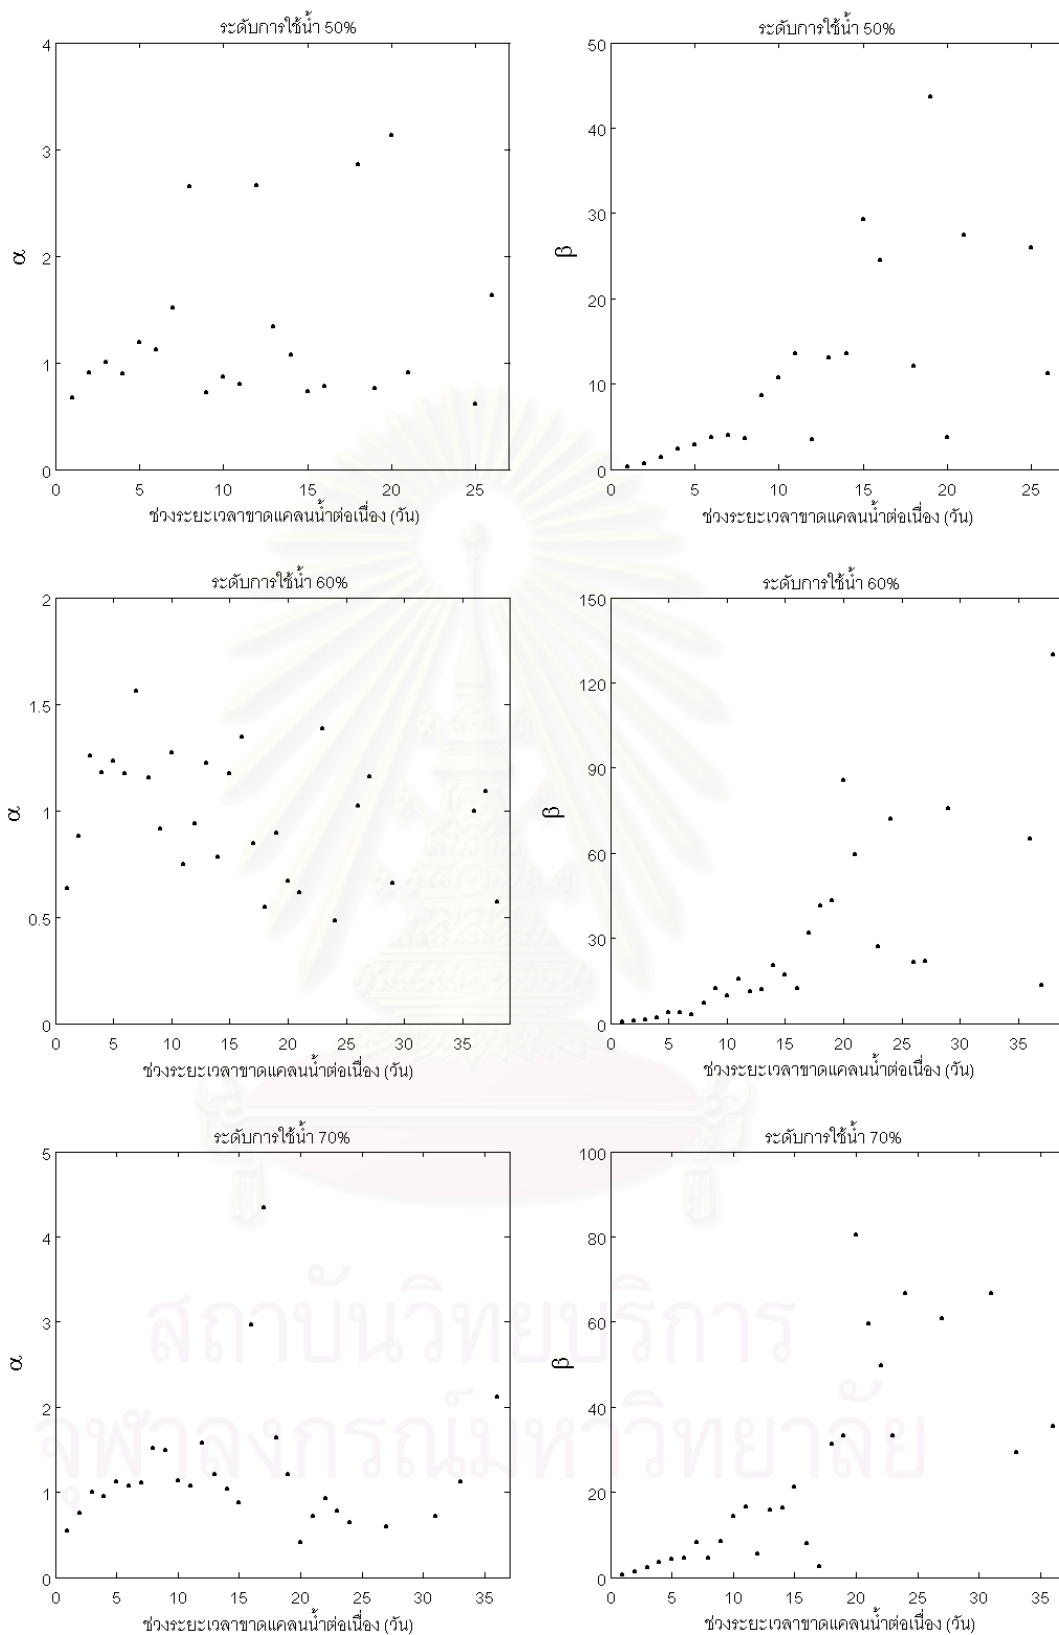 ระดับการใช้น้ำ 50%
4
3
2
1
0
α
0 5 10 15 20 25
ช่วงระยะเวลาขาดแคลนน้ำต่อเนื่อง (วัน)
ระดับการใช้น้ำ 50%
50
40
30
20
10
0
β
0 5 10 15 20 25
ช่วงระยะเวลาขาดแคลนน้ำต่อเนื่อง (วัน)
ระดับการใช้น้ำ 60%
2
1.5
1
0.5
0
α
0 5 10 15 20 25 30 35
ช่วงระยะเวลาขาดแคลนน้ำต่อเนื่อง (วัน)
ระดับการใช้น้ำ 60%
150
120
90
60
30
0
β
0 5 10 15 20 25 30 35
ช่วงระยะเวลาขาดแคลนน้ำต่อเนื่อง (วัน)
ระดับการใช้น้ำ 70%
5
4
3
2
1
0
α
0 5 10 15 20 25 30 35
ช่วงระยะเวลาขาดแคลนน้ำต่อเนื่อง (วัน)
ระดับการใช้น้ำ 70%
100
80
60
40
20
0
β
0 5 10 15 20 25 30 35
ช่วงระยะเวลาขาดแคลนน้ำต่อเนื่อง (วัน)
สถาบันวิทยบริการ
จุฬาลงกรณ์มหาวิทยาลัย